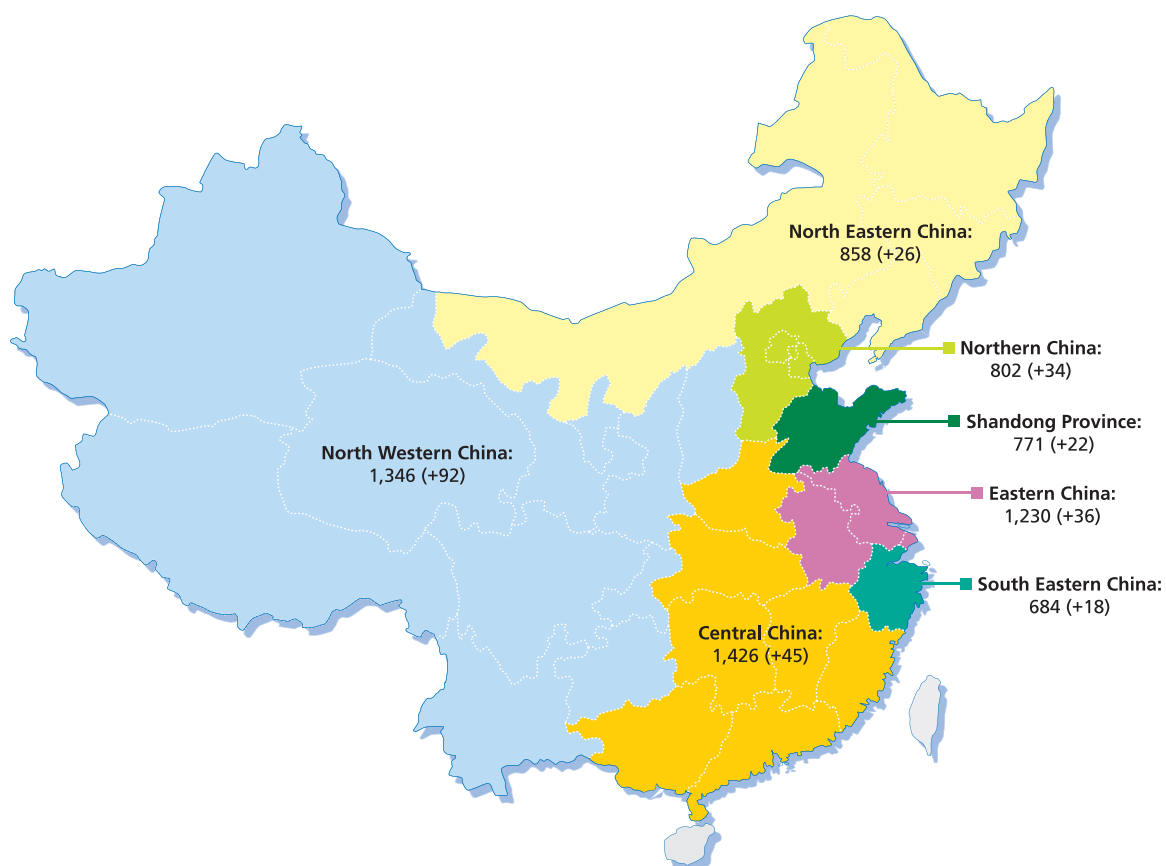 North Eastern China:
858 (+26)
Northern China:
802 (+34)
Shandong Province:
771 (+22)
North Western China:
1,346 (+92)
Eastern China:
1,230 (+36)
South Eastern China:
684 (+18)
Central China:
1,426 (+45)